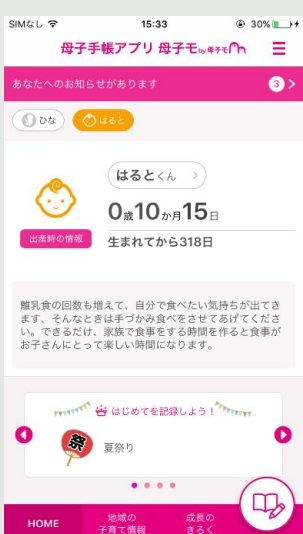 SIMなし 15:33 30%
母子手帳アプリ 母子モ by 母子モ
あなたへのお知らせがあります 3
ひな はると
はるとくん
0歳10か月15日
出産時の情報 生まれてから318日
離乳食の回数も増えて、自分で食べたい気持ちが出てき
ます、そんなときは手づかみ食べをさせてあげてくださ
い。できるだけ、家族で食事をする時間を作ると食事が
お子さんにとって楽しい時間になります。
はじめてを記録しよう!
祭 夏祭り
HOME 地域の 成長の
子育て情報 きろく